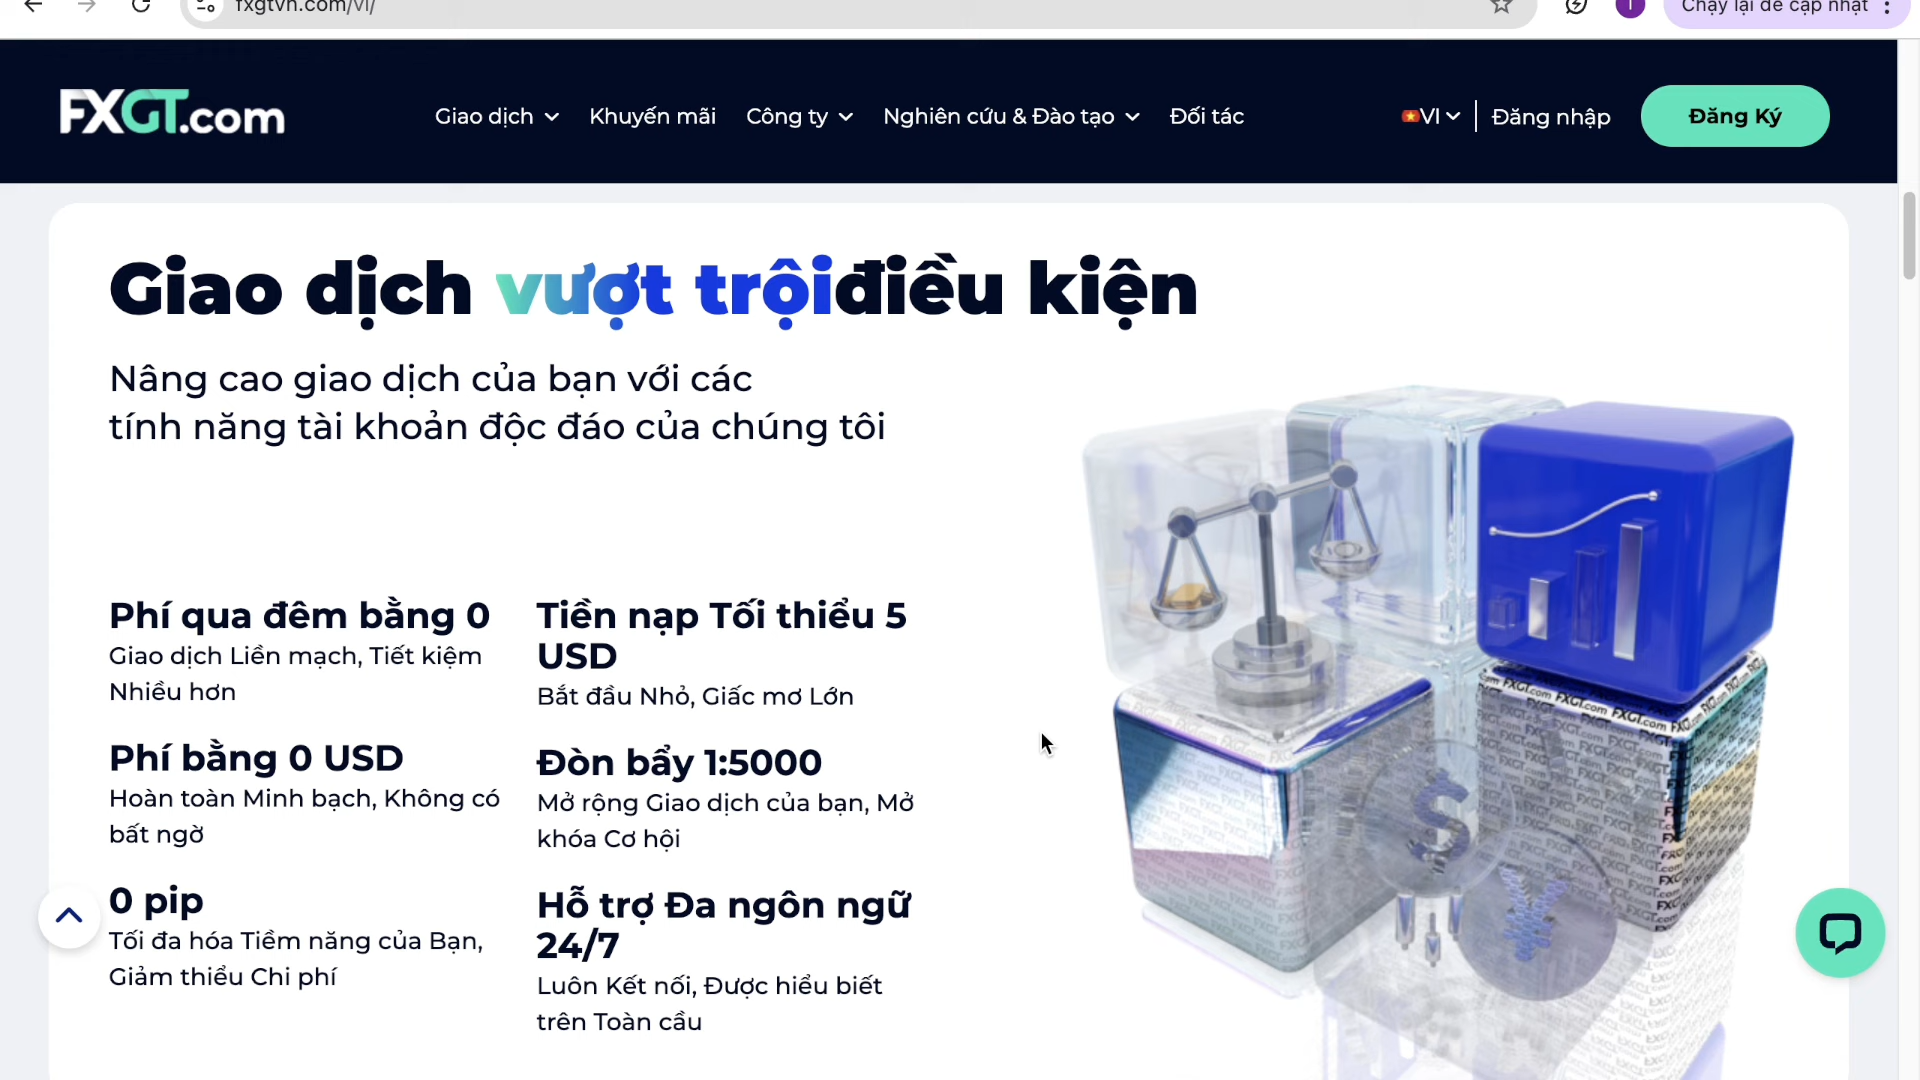 fxgtvn.com/vi/
Chạy lại để cập nhật
FXGT.com
Giao dịch
Khuyến mãi
Công ty
Nghiên cứu & Đào tạo
Đối tác
VI
Đăng nhập
Đăng Ký
Giao dịch vượt trộiđiều kiện
Nâng cao giao dịch của bạn với các
tính năng tài khoản độc đáo của chúng tôi
Phí qua đêm bằng 0
Giao dịch Liền mạch, Tiết kiệm
Nhiều hơn
Tiền nạp Tối thiểu 5
USD
Bắt đầu Nhỏ, Giấc mơ Lớn
Phí bằng 0 USD
Hoàn toàn Minh bạch, Không có
bất ngờ
Đòn bẩy 1:5000
Mở rộng Giao dịch của bạn, Mở
khóa Cơ hội
0 pip
Tối đa hóa Tiềm năng của Bạn,
Giảm thiểu Chi phí
Hỗ trợ Đa ngôn ngữ
24/7
Luôn Kết nối, Được hiểu biết
trên Toàn cầu
FXGT.com FXGT.com FXGT.com